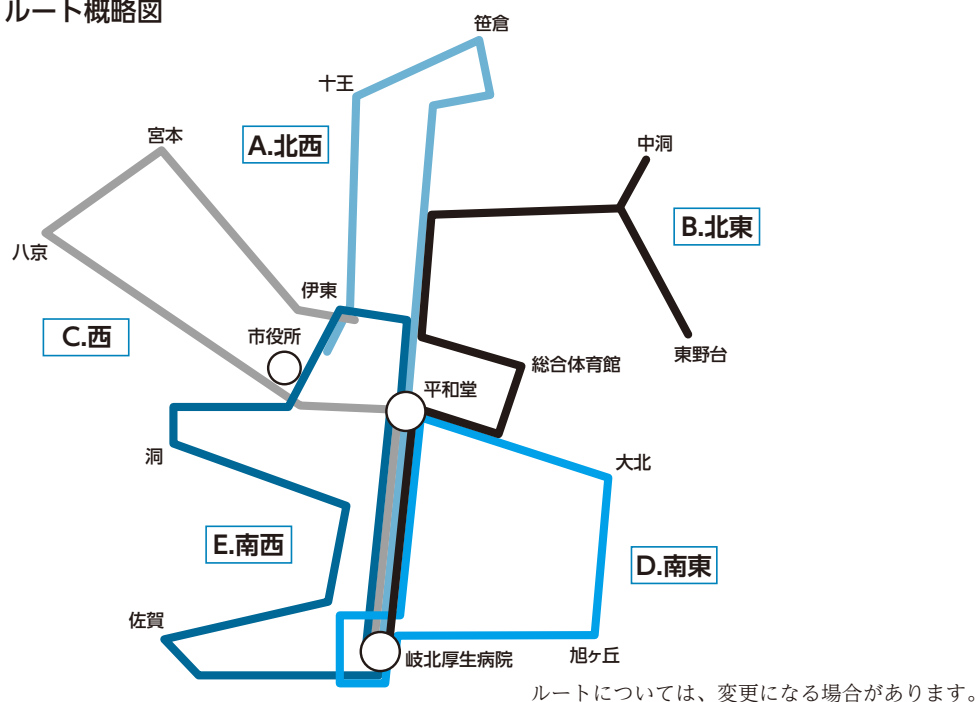 ルート概略図
笹倉
十王
A.北西
宮本
中洞
B.北東
八京
伊東
C.西
市役所
東野台
総合体育館
平和堂
洞
大北
E.南西
D.南東
佐賀
岐北厚生病院
旭ヶ丘
ルートについては、変更になる場合があります。